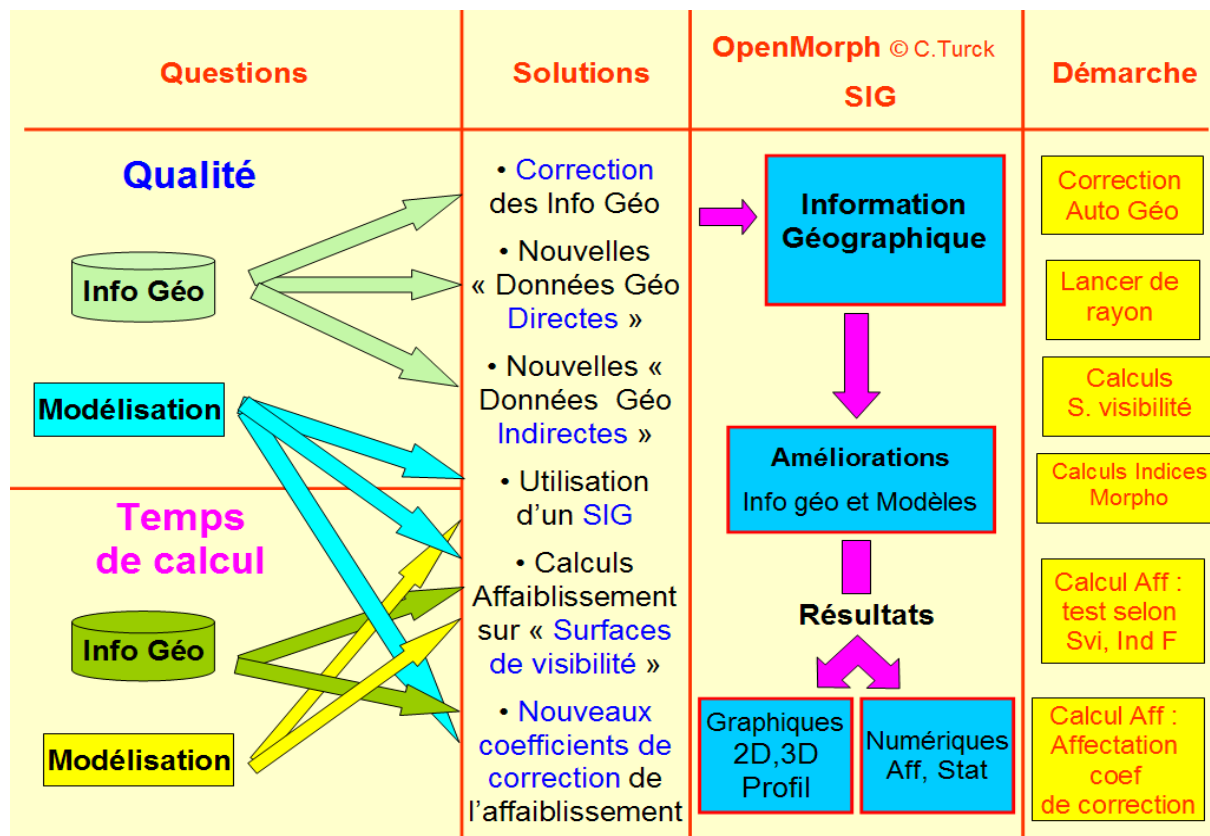 Questions
Solutions
OpenMorph © C.Turck
SIG
Démarche
Qualité
Info Géo
Modélisation
Temps
de calcul
Info Géo
Modélisation
• Correction
des Info Géo
• Nouvelles
« Données Géo
Directes »
• Nouvelles «
Données Géo
Indirectes »
• Utilisation
d'un SIG
• Calculs
Affaiblissement
sur « Surfaces
de visibilité »
• Nouveaux
coefficients de
correction de
l'affaiblissement
Information
Géographique
Améliorations
Info géo et Modèles
Résultats
Graphiques
2D,3D
Profil
Numériques
Aff, Stat
Correction
Auto Géo
Lancer de
rayon
Calculs
S. visibilité
Calculs Indices
Morpho
Calcul Aff :
test selon
Svi, Ind F
Calcul Aff :
Affectation
coef
de correction